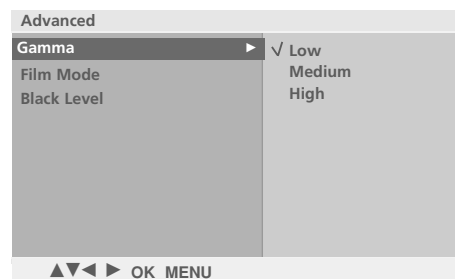 Advanced
Gamma ► √ Low
Film Mode Medium
Black Level High
▲▼◄ ► OK MENU